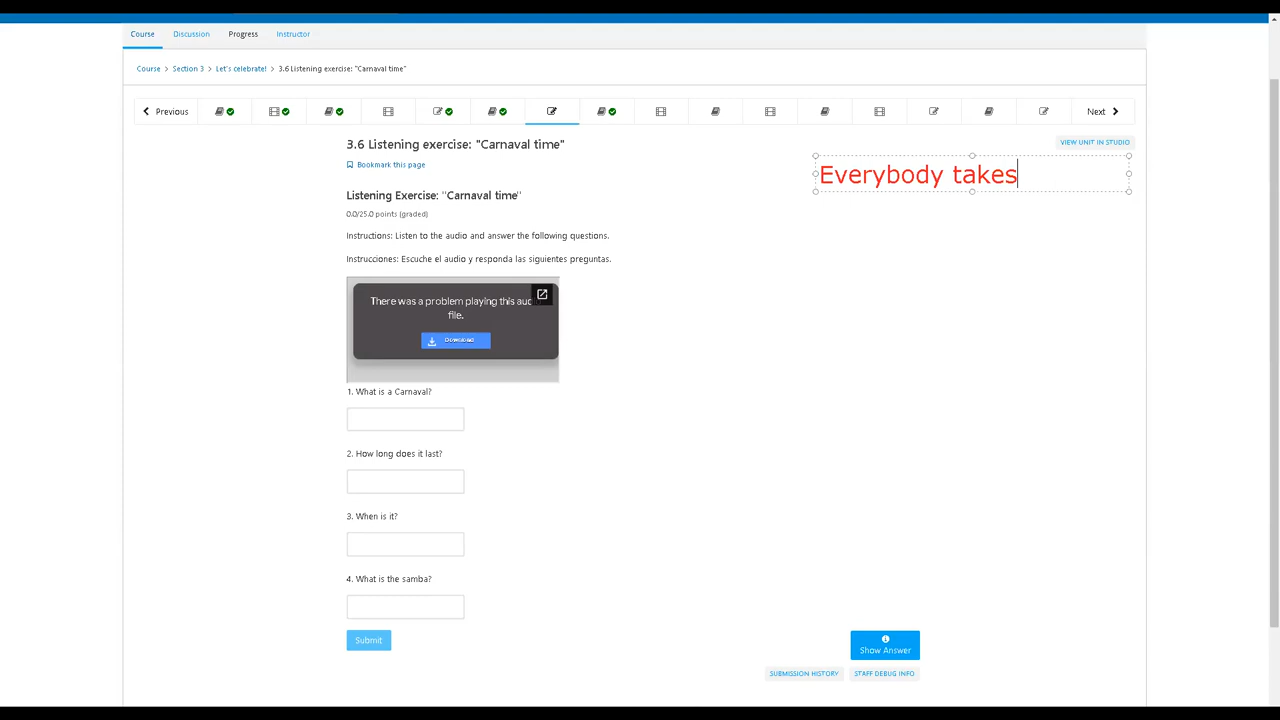 Course Discussion Progress Instructor
Course > Section 3 > Let's celebrate! > 3.6 Listening exercise: "Carnaval time"
Previous
Next
3.6 Listening exercise: "Carnaval time"
VIEW UNIT IN STUDIO
Bookmark this page
Everybody takes
Listening Exercise: "Carnaval time"
0.0/25.0 points (graded)
Instructions: Listen to the audio and answer the following questions.
Instrucciones: Escuche el audio y responda las siguientes preguntas.
There was a problem playing this audio
file.
Download
1. What is a Carnaval?
2. How long does it last?
3. When is it?
4. What is the samba?
Submit
Show Answer
SUBMISSION HISTORY STAFF DEBUG INFO